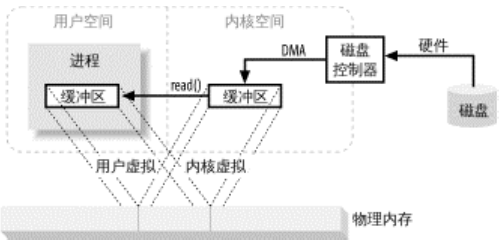 用户空间
内核空间
进程
缓冲区
read()
缓冲区
DMA
磁盘
控制器
硬件
磁盘
用户虚拟
内核虚拟
物理内存